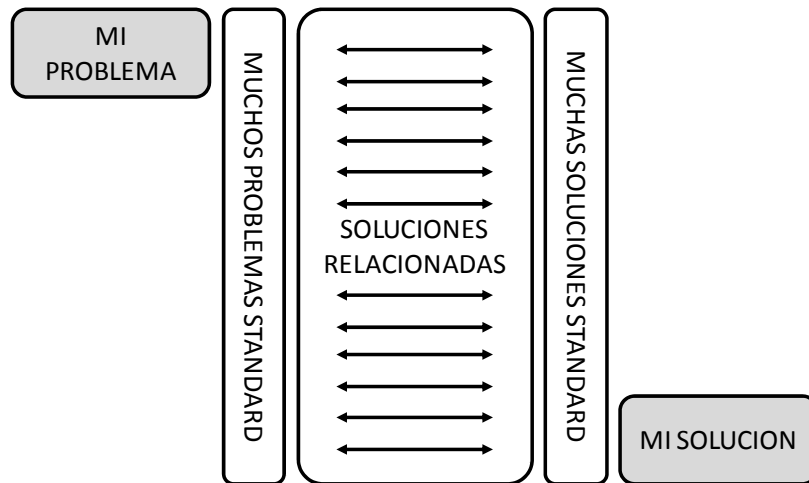 MI
PROBLEMA
MUCHOS PROBLEMAS STANDARD
SOLUCIONES
RELACIONADAS
MUCHAS SOLUCIONES STANDARD
MI SOLUCION